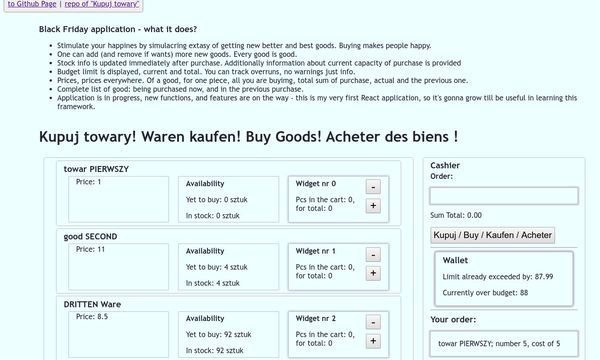 to Github Page | repo of "Kupuj towary"
Black Friday application - what it does?
Stimulate your happines by simulacring extasy of getting new better and best goods. Buying makes people happy.
One can add (and remove if wants) more new goods. Every good is good.
Stock info is updated immediately after purchase. Additionally information about current capacity of purchase is provided
Budget limit is displayed, current and total. You can track overruns, no warnings just info.
Prices, prices everywhere. Of a good, for one piece, all you are buying, total sum of purchase, actual and the previous one.
Complete list of good: being purchased now, and in the previous purchase.
Application is in progress, new functions, and features are on the way - this is my very first React application, so it's gonna grow till be useful in learning this
framework.
Kupuj towary! Waren kaufen! Buy Goods! Acheter des biens !
towar PIERWSZY
Price: 1
Availability
Yet to buy: 0 sztuk
In stock: 0 sztuk
Widget nr 0
Pcs in the cart: 0,
for total: 0
-
+
good SECOND
Price: 11
Availability
Yet to buy: 4 sztuk
In stock: 4 sztuk
Widget nr 1
Pcs in the cart: 0,
for total: 0
-
+
DRITTEN Ware
Price: 8.5
Availability
Yet to buy: 92 sztuk
In stock: 92 sztuk
Widget nr 2
Pcs in the cart: 0,
for total: 0
-
+
Cashier
Order:
Sum Total: 0.00
Kupuj / Buy / Kaufen / Acheter
Wallet
Limit already exceeded by: 87.99
Currently over budget: 88
Your order:
towar PIERWSZY; number 5, cost of 5